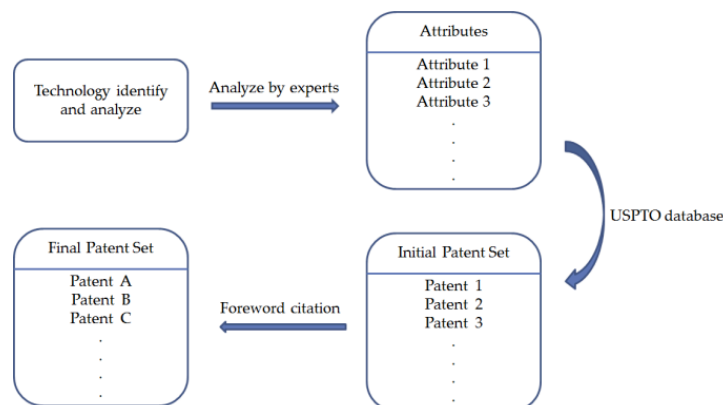 Technology identify
and analyze
Analyze by experts
Attributes
Attribute 1
Attribute 2
Attribute 3
.
.
.
.
USPTO database
Initial Patent Set
Patent 1
Patent 2
Patent 3
.
.
.
.
Foreword citation
Final Patent Set
Patent A
Patent B
Patent C
.
.
.
.